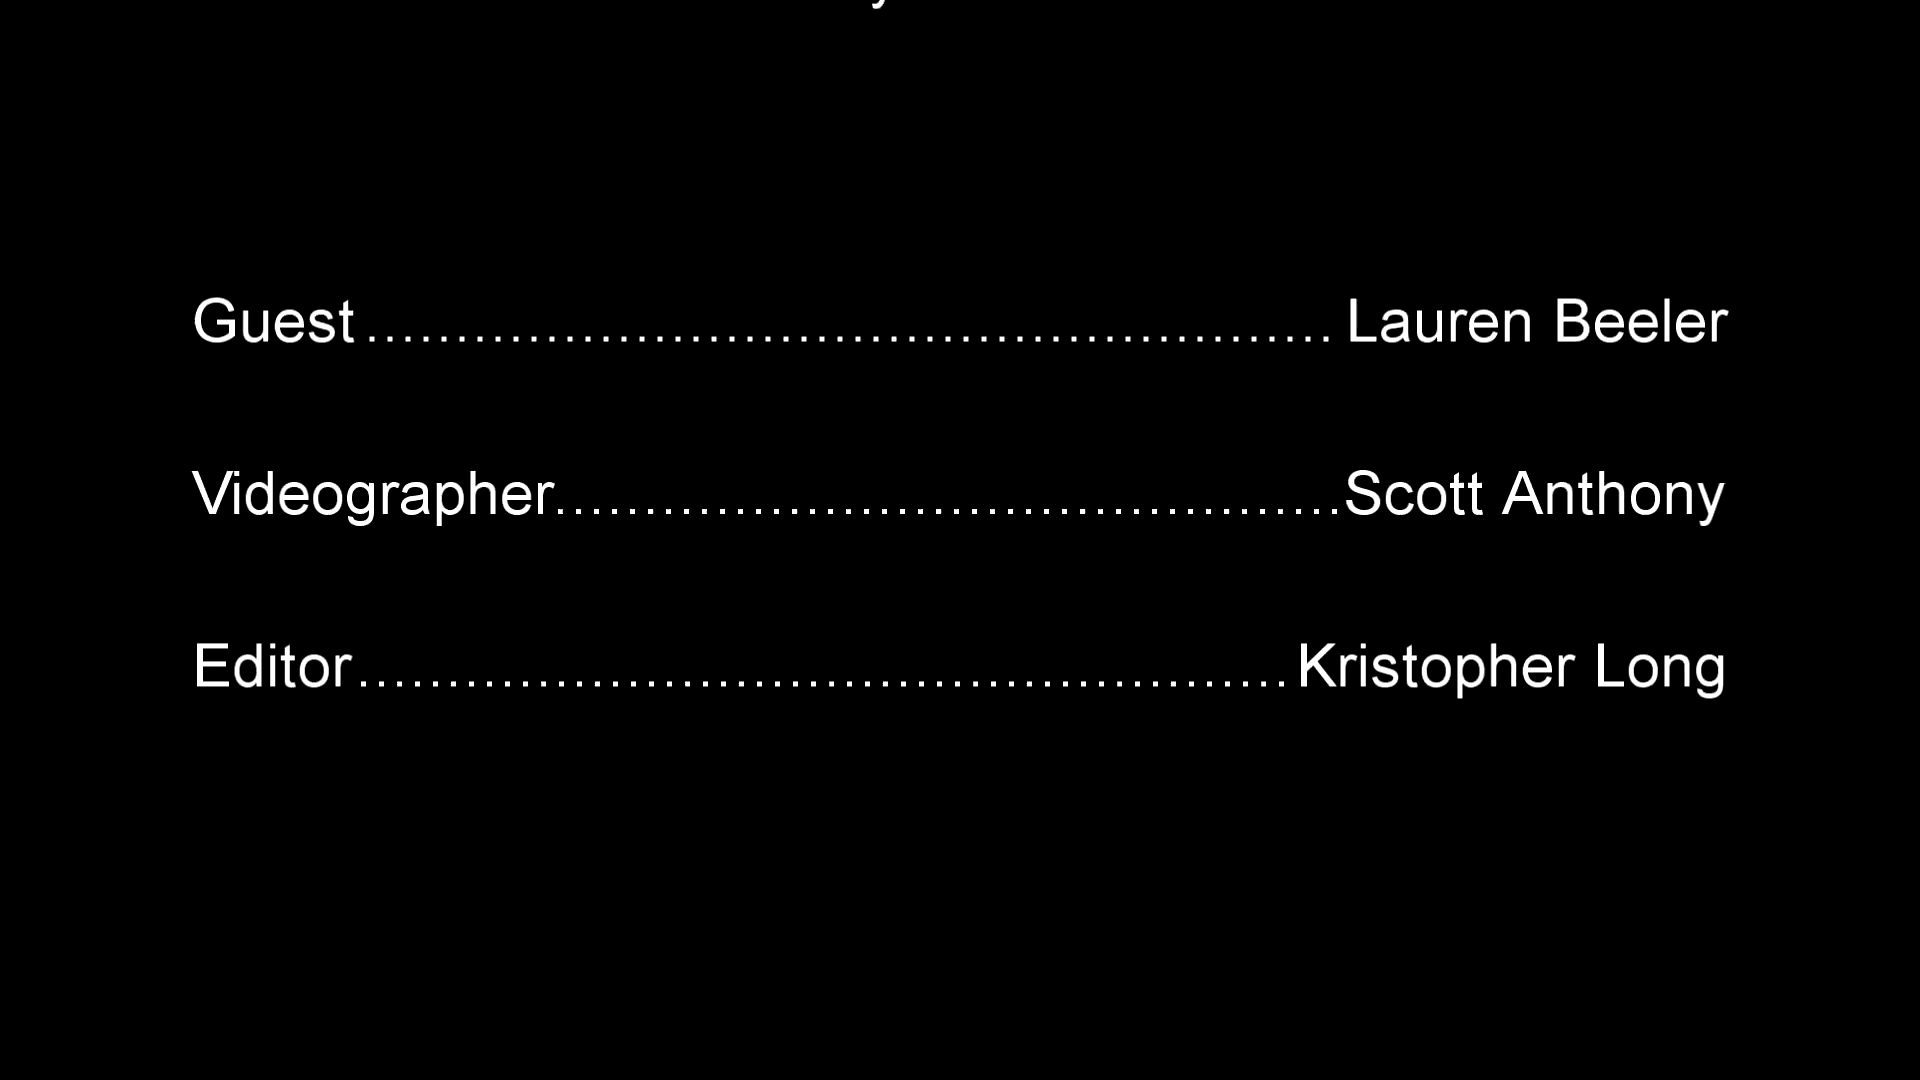 Guest......................................................Lauren Beeler
Videographer............................................Scott Anthony
Editor....................................................Kristopher Long